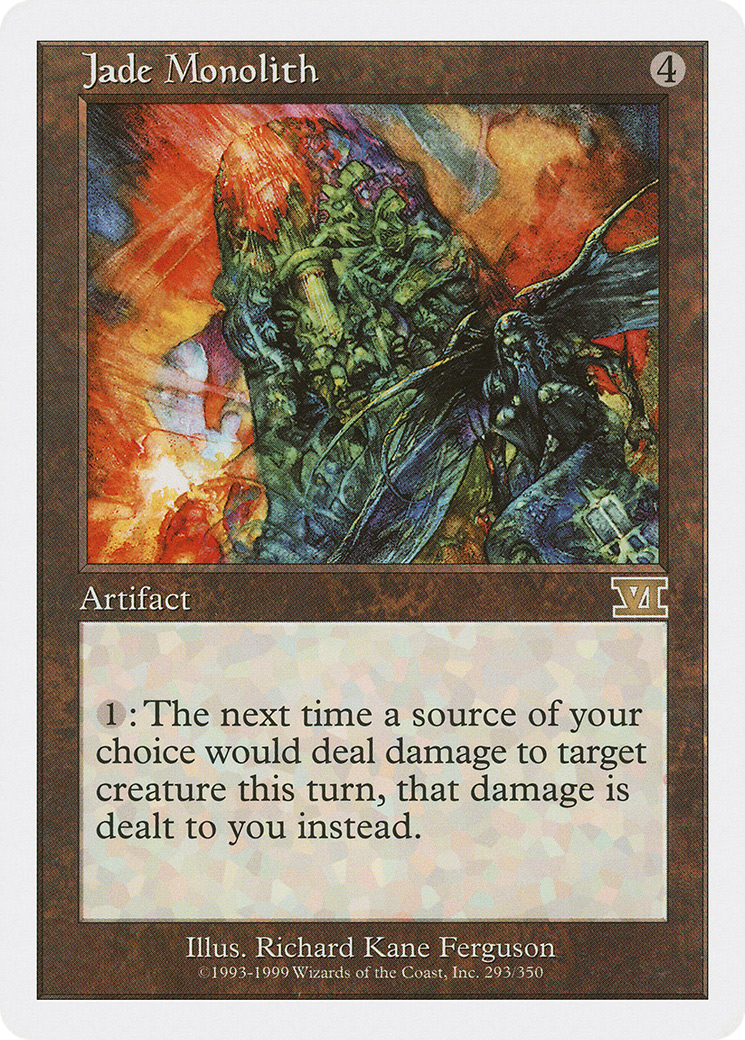 Jade Monolith
4
Artifact
VI
1: The next time a source of your
choice would deal damage to target
creature this turn, that damage is
dealt to you instead.
Illus. Richard Kane Ferguson
©1993-1999 Wizards of the Coast, Inc. 293/350